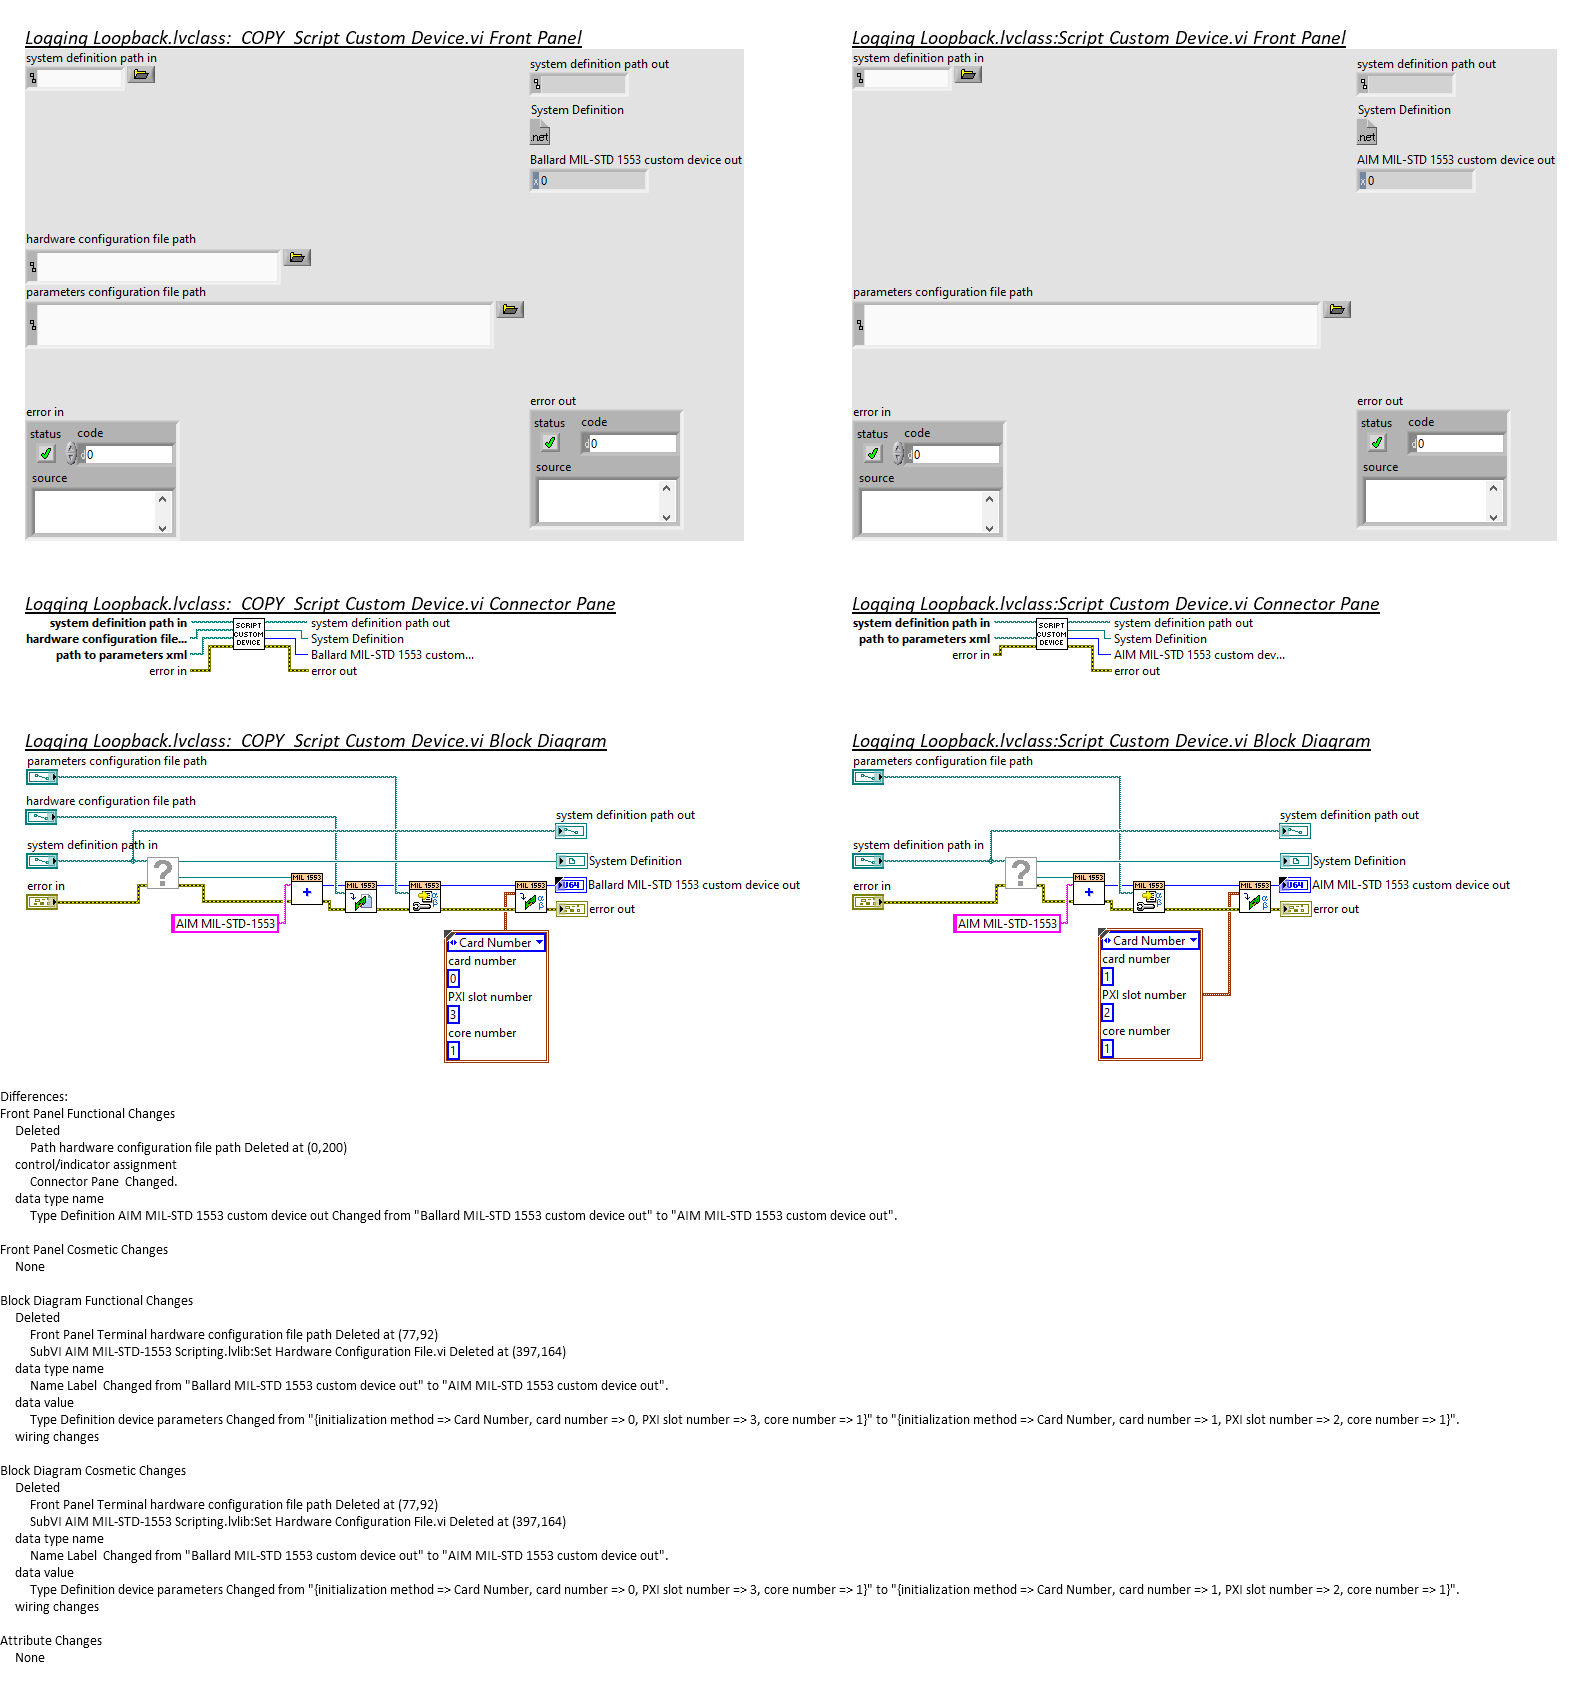 Logging Loopback.lvclass:_COPY_Script Custom Device.vi Front Panel
system definition path in
system definition path out
System Definition
.net
Ballard MIL-STD 1553 custom device out
x 0
hardware configuration file path
parameters configuration file path
error in
status code
0
source
error out
status code
d 0
source
Logging Loopback.lvclass:Script Custom Device.vi Front Panel
system definition path in
system definition path out
System Definition
.net
AIM MIL-STD 1553 custom device out
x 0
parameters configuration file path
error in
status code
d 0
source
error out
status code
d 0
source
Logging Loopback.lvclass:_COPY_Script Custom Device.vi Connector Pane
system definition path in
hardware configuration file...
path to parameters xml
error in
SCRIPT
CUSTOM
DEVICE
system definition path out
System Definition
Ballard MIL-STD 1553 custom...
error out
Logging Loopback.lvclass:Script Custom Device.vi Connector Pane
system definition path in
path to parameters xml
error in
SCRIPT
CUSTOM
DEVICE
system definition path out
System Definition
AIM MIL-STD 1553 custom dev...
error out
Logging Loopback.lvclass:_COPY_Script Custom Device.vi Block Diagram
parameters configuration file path
hardware configuration file path
system definition path out
system definition path in
?
System Definition
error in
MIL 1553
+
MIL 1553
MIL 1553
αβ
MIL 1553
αβ
U64
Ballard MIL-STD 1553 custom device out
error out
AIM MIL-STD-1553
Card Number
card number
0
PXI slot number
3
core number
1
Logging Loopback.lvclass:Script Custom Device.vi Block Diagram
parameters configuration file path
system definition path out
system definition path in
?
System Definition
error in
MIL 1553
+
MIL 1553
αβ
MIL 1553
αβ
U64
AIM MIL-STD 1553 custom device out
error out
AIM MIL-STD-1553
Card Number
card number
1
PXI slot number
2
core number
1
Differences:
Front Panel Functional Changes
Deleted
Path hardware configuration file path Deleted at (0,200)
control/indicator assignment
Connector Pane  Changed.
data type name
Type Definition AIM MIL-STD 1553 custom device out Changed from "Ballard MIL-STD 1553 custom device out" to "AIM MIL-STD 1553 custom device out".
Front Panel Cosmetic Changes
None
Block Diagram Functional Changes
Deleted
Front Panel Terminal hardware configuration file path Deleted at (77,92)
SubVI AIM MIL-STD-1553 Scripting.lvlib:Set Hardware Configuration File.vi Deleted at (397,164)
data type name
Name Label  Changed from "Ballard MIL-STD 1553 custom device out" to "AIM MIL-STD 1553 custom device out".
data value
Type Definition device parameters Changed from "{initialization method => Card Number, card number => 0, PXI slot number => 3, core number => 1}" to "{initialization method => Card Number, card number => 1, PXI slot number => 2, core number => 1}".
wiring changes
Block Diagram Cosmetic Changes
Deleted
Front Panel Terminal hardware configuration file path Deleted at (77,92)
SubVI AIM MIL-STD-1553 Scripting.lvlib:Set Hardware Configuration File.vi Deleted at (397,164)
data type name
Name Label  Changed from "Ballard MIL-STD 1553 custom device out" to "AIM MIL-STD 1553 custom device out".
data value
Type Definition device parameters Changed from "{initialization method => Card Number, card number => 0, PXI slot number => 3, core number => 1}" to "{initialization method => Card Number, card number => 1, PXI slot number => 2, core number => 1}".
wiring changes
Attribute Changes
None